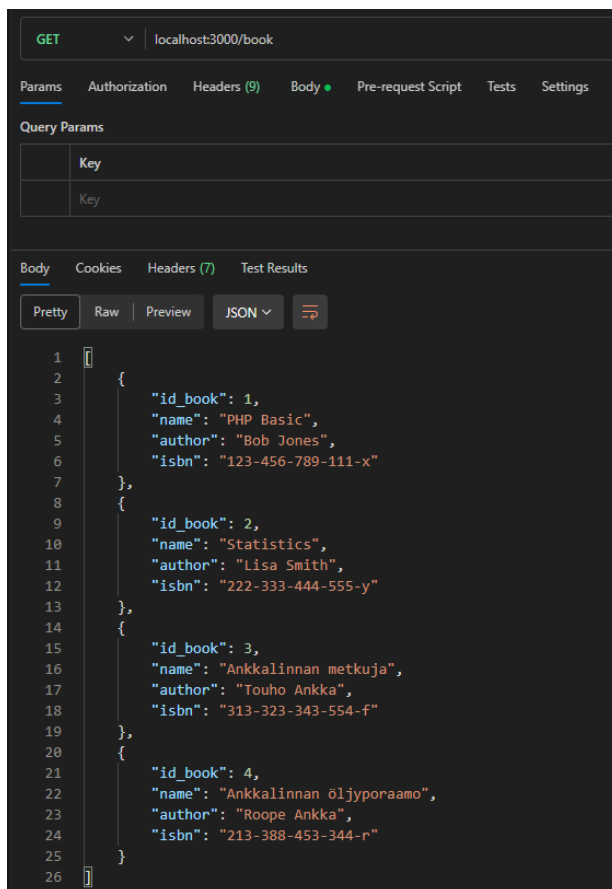 GET localhost:3000/book
Params Authorization Headers (9) Body Pre-request Script Tests Settings
Query Params
Key
Key
Body Cookies Headers (7) Test Results
Pretty Raw Preview JSON
1 [
2 {
3 "id_book": 1,
4 "name": "PHP Basic",
5 "author": "Bob Jones",
6 "isbn": "123-456-789-111-x"
7 },
8 {
9 "id_book": 2,
10 "name": "Statistics",
11 "author": "Lisa Smith",
12 "isbn": "222-333-444-555-y"
13 },
14 {
15 "id_book": 3,
16 "name": "Ankkalinnan metkuja",
17 "author": "Touho Ankka",
18 "isbn": "313-323-343-554-f"
19 },
20 {
21 "id_book": 4,
22 "name": "Ankkalinnan öljyporaamo",
23 "author": "Roope Ankka",
24 "isbn": "213-388-453-344-r"
25 }
26 ]